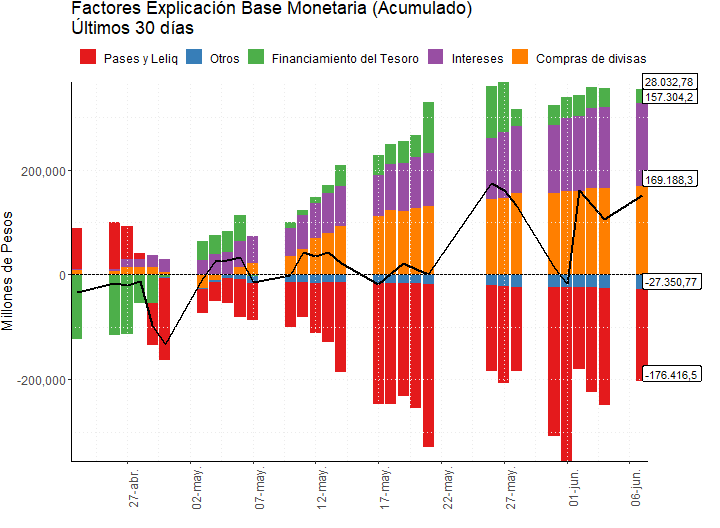 Factores Explicación Base Monetaria (Acumulado)
Últimos 30 días
Pases y Leliq
Otros
Financiamiento del Tesoro
Intereses
Compras de divisas
Millones de Pesos
200,000
0
-200,000
28.032,78
157.304,2
169.188,3
-27.350,77
-176.416,5
27-abr.
02-may.
07-may.
12-may.
17-may.
22-may.
27-may.
01-jun.
06-jun.